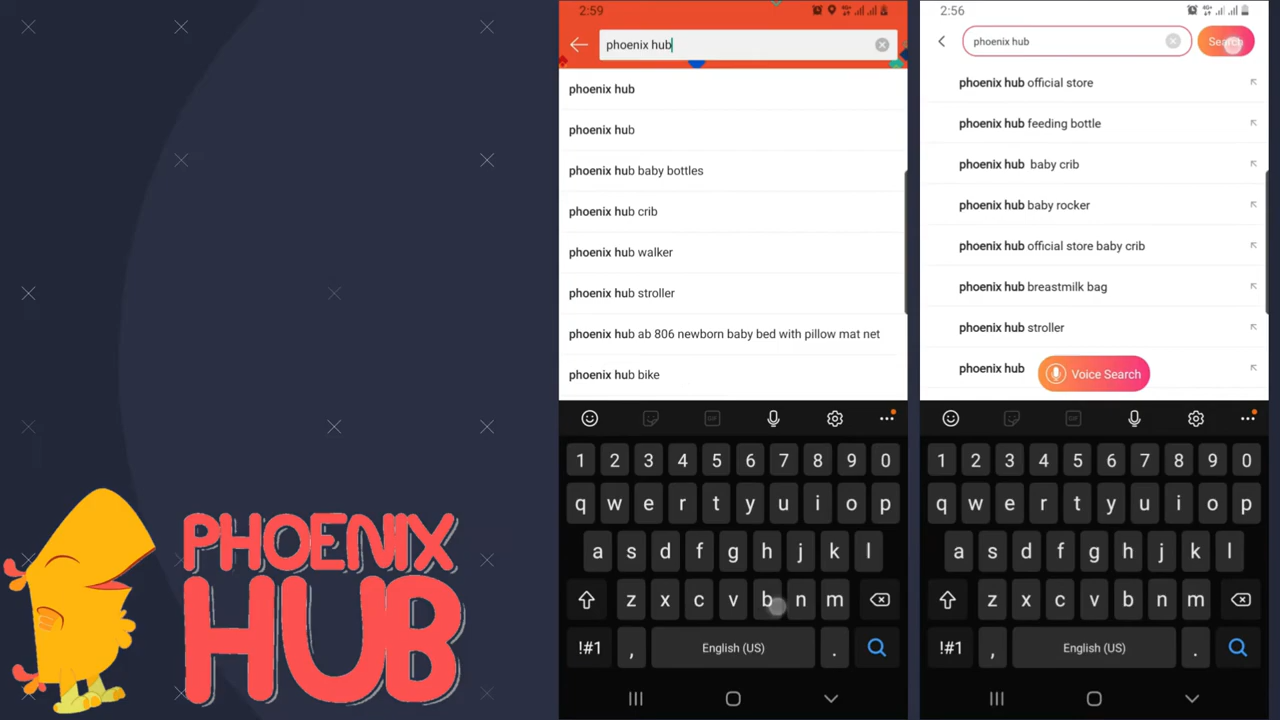 PHOENIX
HUB
2:59
phoenix hub
phoenix hub
phoenix hub
phoenix hub baby bottles
phoenix hub crib
phoenix hub walker
phoenix hub stroller
phoenix hub ab 806 newborn baby bed with pillow mat net
phoenix hub bike
GIF
1 2 3 4 5 6 7 8 9 0
q w e r t y u i o p
a s d f g h j k l
z x c v b n m
!#1 , English (US) .
2:56
phoenix hub
Search
phoenix hub official store
phoenix hub feeding bottle
phoenix hub baby crib
phoenix hub baby rocker
phoenix hub official store baby crib
phoenix hub breastmilk bag
phoenix hub stroller
phoenix hub
Voice Search
GIF
1 2 3 4 5 6 7 8 9 0
q w e r t y u i o p
a s d f g h j k l
z x c v b n m
!#1 , English (US) .